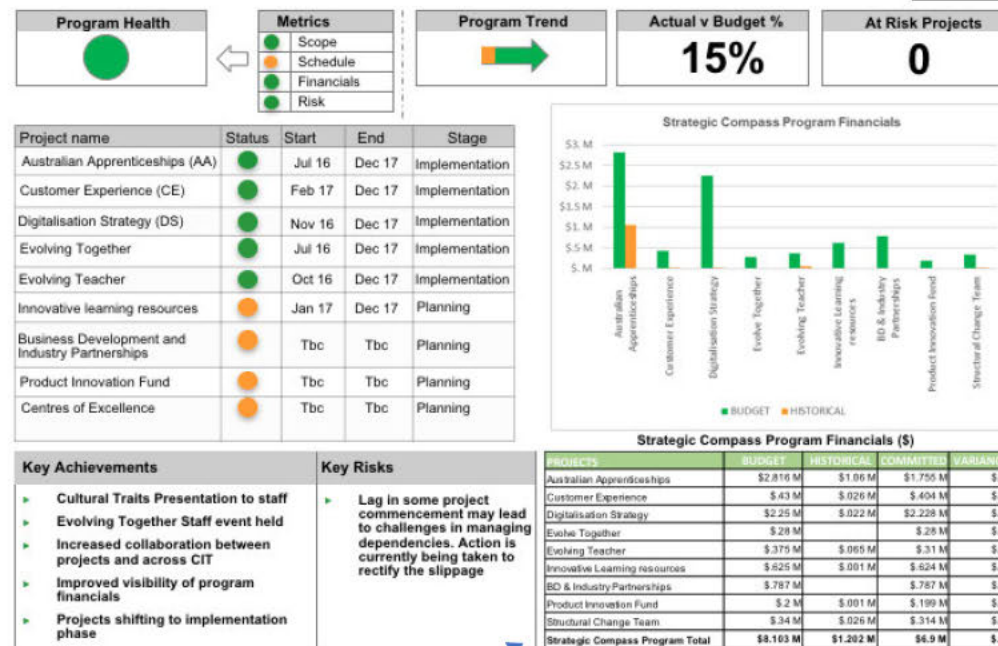 Program Health
Metrics
Scope
Schedule
Financials
Risk
Program Trend
Actual v Budget %
15%
At Risk Projects
0
Project name Status Start End Stage
Australian Apprenticeships (AA) Jul 16 Dec 17 Implementation
Customer Experience (CE) Feb 17 Dec 17 Implementation
Digitalisation Strategy (DS) Nov 16 Dec 17 Implementation
Evolving Together Jul 16 Dec 17 Implementation
Evolving Teacher Oct 16 Dec 17 Implementation
Innovative learning resources Jan 17 Dec 17 Planning
Business Development and
Industry Partnerships Tbc Tbc Planning
Product Innovation Fund Tbc Tbc Planning
Centres of Excellence Tbc Tbc Planning
Strategic Compass Program Financials
$3. M
$2.5 M
$2. M
$1.5 M
$1. M
$.5 M
$. M
Australian
Apprenticeships
Customer Experience
Digitalisation Strategy
Evolve Together
Evolving Teacher
Innovative Learning
resources
BD & Industry
Partnerships
Product Innovation Fund
Structural Change Team
BUDGET HISTORICAL
Key Achievements
Cultural Traits Presentation to staff
Evolving Together Staff event held
Increased collaboration between
projects and across CIT
Improved visibility of program
financials
Projects shifting to implementation
phase
Key Risks
Lag in some project
commencement may lead
to challenges in managing
dependencies. Action is
currently being taken to
rectify the slippage
Strategic Compass Program Financials ($)
PROJECTS BUDGET HISTORICAL COMMITTED VARIANC
Australian Apprenticeships $2.816 M $1.06 M $1.755 M $.
Customer Experience $.43 M $.026 M $.404 M $.
Digitalisation Strategy $2.25 M $.022 M $2.228 M $.
Evolve Together $.28 M $.28 M $.
Evolving Teacher $.375 M $.065 M $.31 M $.
Innovative Learning resources $.625 M $.001 M $.624 M $.
BD & Industry Partnerships $.787 M $.787 M $.
Product Innovation Fund $.2 M $.001 M $.199 M $.
Structural Change Team $.34 M $.026 M $.314 M $.
Strategic Compass Program Total $8.103 M $1.202 M $6.9 M $.